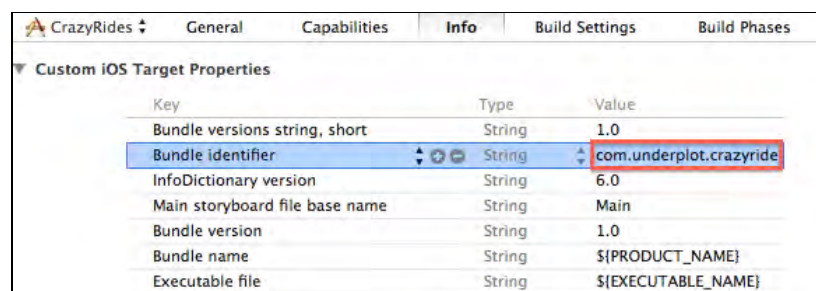 CrazyRides General Capabilities Info Build Settings Build Phases
Custom iOS Target Properties
Key Type Value
Bundle versions string, short String 1.0
Bundle identifier String com.underplot.crazyride
InfoDictionary version String 6.0
Main storyboard file base name String Main
Bundle version String 1.0
Bundle name String ${PRODUCT_NAME}
Executable file String ${EXECUTABLE_NAME}